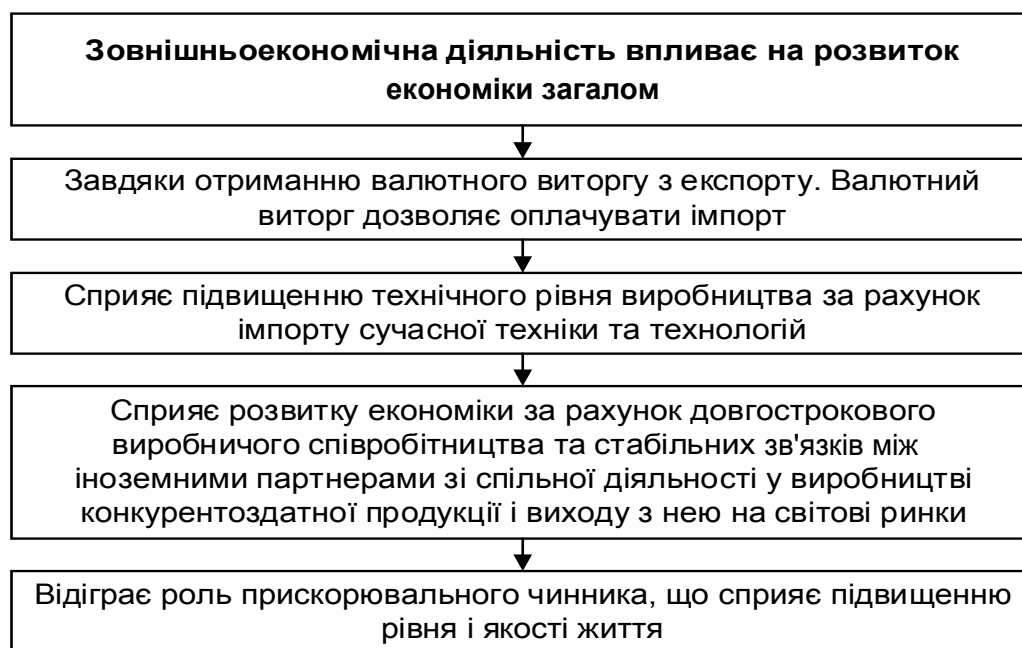 Зовнішньоекономічна діяльність впливає на розвиток
економіки загалом
Завдяки отриманню валютного виторгу з експорту. Валютний
виторг дозволяє оплачувати імпорт
Сприяє підвищенню технічного рівня виробництва за рахунок
імпорту сучасної техніки та технологій
Сприяє розвитку економіки за рахунок довгострокового
виробничого співробітництва та стабільних зв'язків між
іноземними партнерами зі спільної діяльності у виробництві
конкурентоздатної продукції і виходу з нею на світові ринки
Відіграє роль прискорювального чинника, що сприяє підвищенню
рівня і якості життя